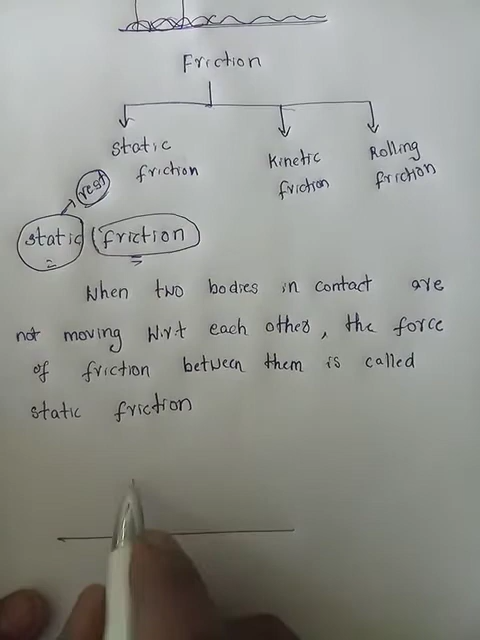 Friction
Static
friction
Kinetic
friction
Rolling
friction
rest
static friction
When two bodies in contact are
not moving w.r.t each other, the force
of friction between them is called
static friction